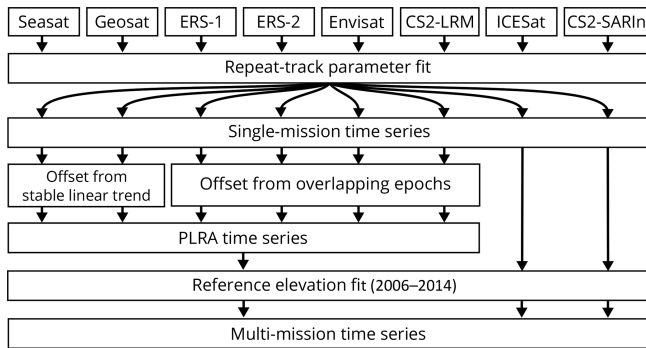 Seasat
Geosat
ERS-1
ERS-2
Envisat
CS2-LRM
ICESat
CS2-SARIn
Repeat-track parameter fit
Single-mission time series
Offset from
stable linear trend
Offset from overlapping epochs
PLRA time series
Reference elevation fit (2006–2014)
Multi-mission time series